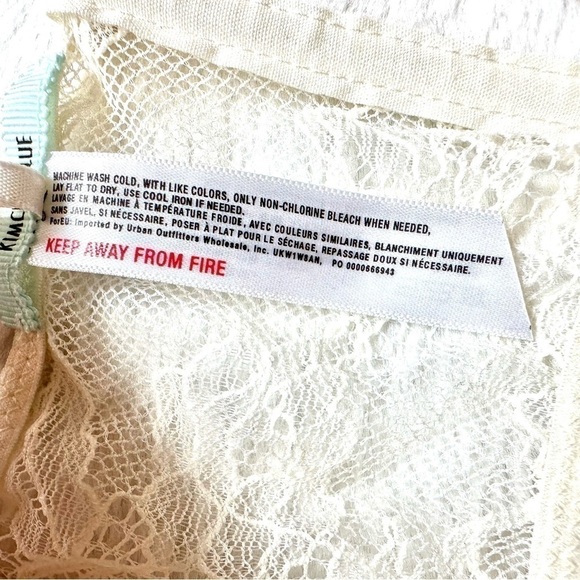 MACHINE WASH COLD, WITH LIKE COLORS, ONLY NON-CHLORINE BLEACH WHEN NEEDED,
LAY FLAT TO DRY, USE COOL IRON IF NEEDED.
LAVAGE EN MACHINE À TEMPÉRATURE FROIDE, AVEC COULEURS SIMILAIRES, BLANCHIMENT UNIQUEMENT
SANS JAVEL, SI NÉCESSAIRE, POSER À PLAT POUR LE SÉCHAGE, REPASSAGE DOUX SI NÉCESSAIRE.
ForEU: Imported by Urban Outfitters Wholesale, Inc. UKW1W8AN, PO 0000666943
KEEP AWAY FROM FIRE
KIMC
LUE